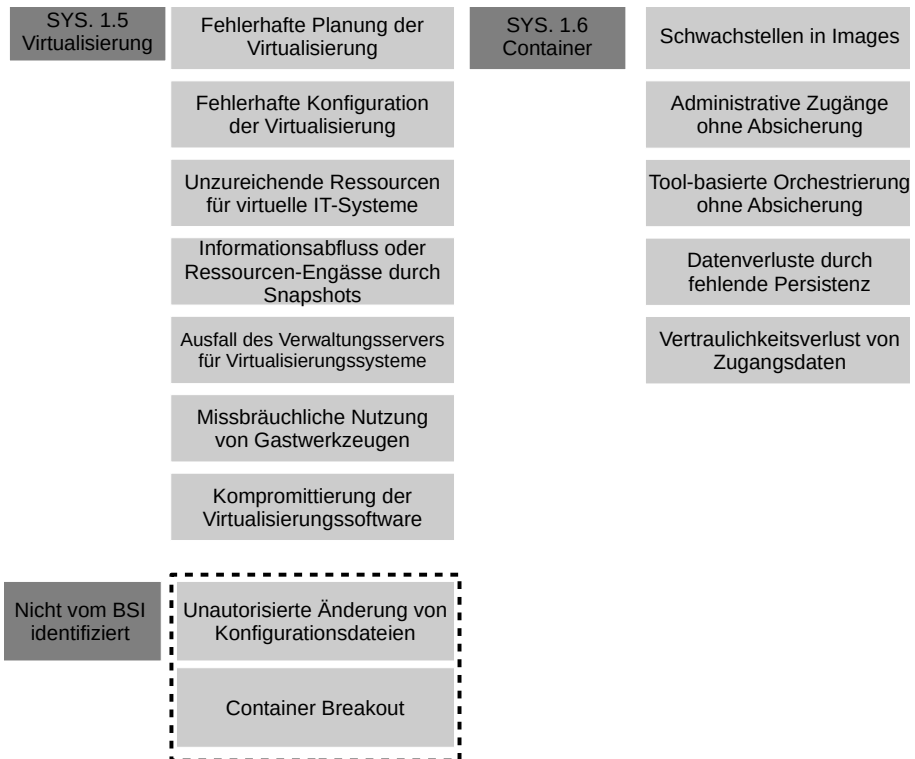 SYS. 1.5
Virtualisierung
Fehlerhafte Planung der
Virtualisierung
Fehlerhafte Konfiguration
der Virtualisierung
Unzureichende Ressourcen
für virtuelle IT-Systeme
Informationsabfluss oder
Ressourcen-Engässe durch
Snapshots
Ausfall des Verwaltungsservers
für Virtualisierungssysteme
Missbräuchliche Nutzung
von Gastwerkzeugen
Kompromittierung der
Virtualisierungssoftware
SYS. 1.6
Container
Schwachstellen in Images
Administrative Zugänge
ohne Absicherung
Tool-basierte Orchestrierung
ohne Absicherung
Datenverluste durch
fehlende Persistenz
Vertraulichkeitsverlust von
Zugangsdaten
Nicht vom BSI
identifiziert
Unautorisierte Änderung von
Konfigurationsdateien
Container Breakout